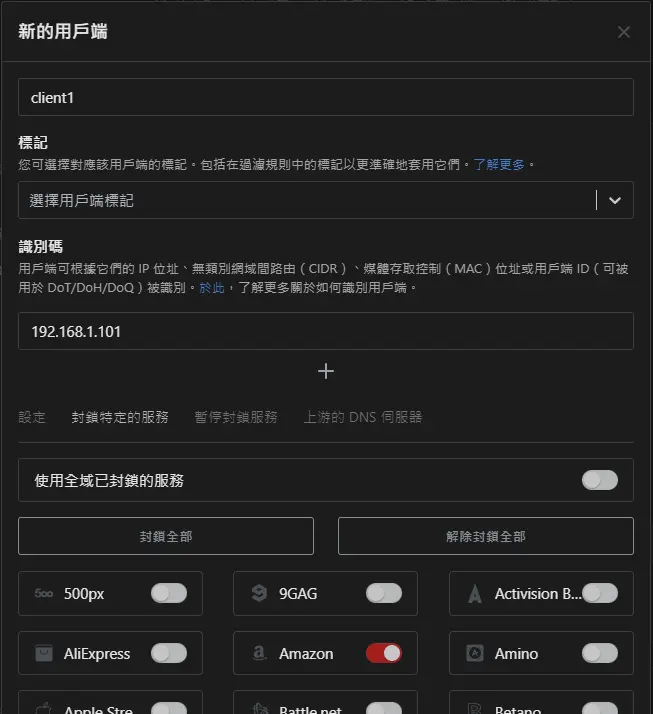 新的用戶端
client1
標記
您可選擇對應該用戶端的標記。包括在過濾規則中的標記以更準確地套用它們。了解更多。
選擇用戶端標記
識別碼
用戶端可根據它們的 IP 位址、無類別網域間路由（CIDR）、媒體存取控制（MAC）位址或用戶端 ID（可被
用於 DoT/DoH/DoQ）被識別。於此，了解更多關於如何識別用戶端。
192.168.1.101
設定 封鎖特定的服務 暫停封鎖服務 上游的 DNS 伺服器
使用全域已封鎖的服務
封鎖全部 解除封鎖全部
500 500px 9GAG Activision B...
AliExpress Amazon Amino
Apple Stre Battle.net Betano